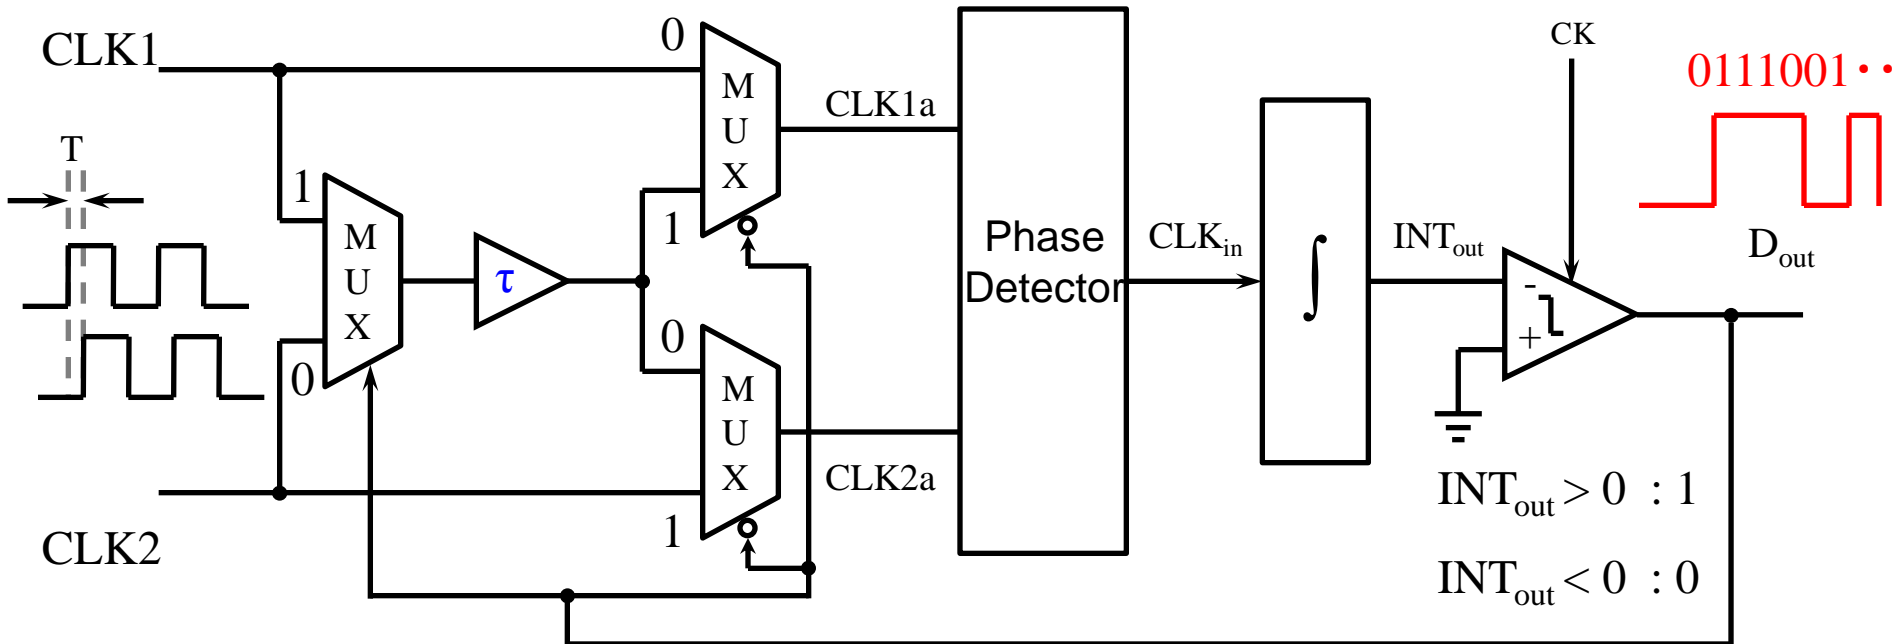 CLK1
T
CLK2
1
M
U
X
0
τ
0
M
U
X
1
0
M
U
X
1
CLK1a
CLK2a
Phase
Detector
CLKin
∫
INTout
CK
-
+
0111001··
Dout
INTout > 0 : 1
INTout < 0 : 0